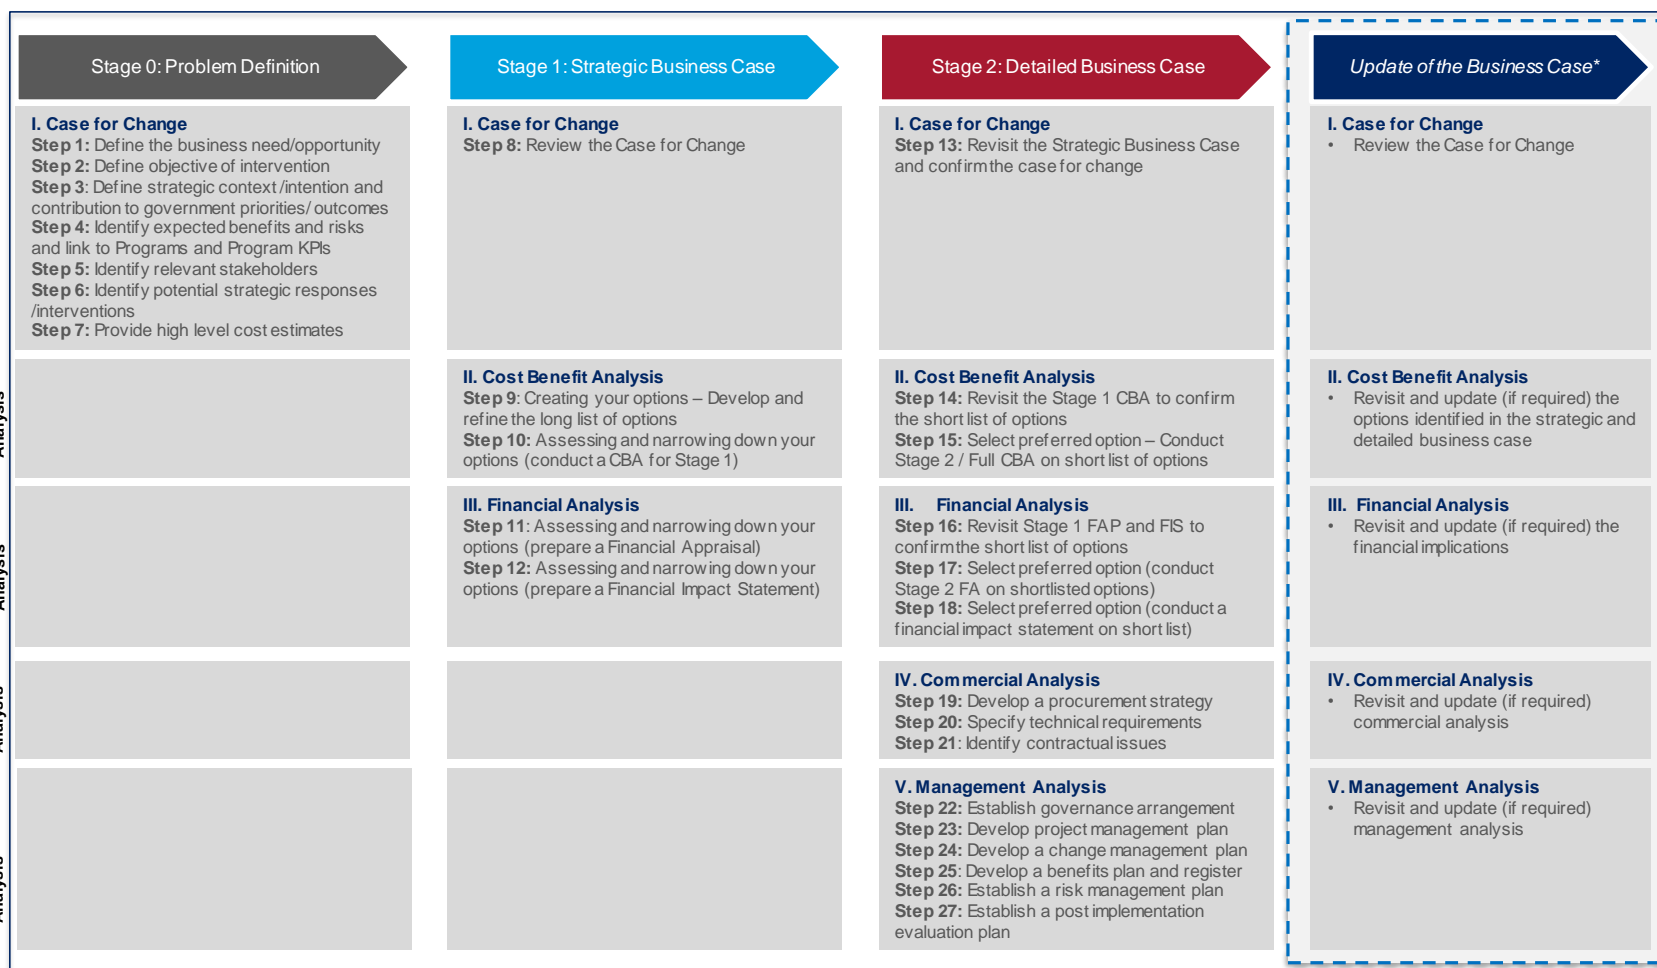 Stage 0: Problem Definition
Stage 1: Strategic Business Case
Stage 2: Detailed Business Case
Update of the Business Case*
I. Case for Change
Step 1: Define the business need/opportunity
Step 2: Define objective of intervention
Step 3: Define strategic context /intention and
contribution to government priorities/ outcomes
Step 4: Identify expected benefits and risks
and link to Programs and Program KPIs
Step 5: Identify relevant stakeholders
Step 6: Identify potential strategic responses
/interventions
Step 7: Provide high level cost estimates
I. Case for Change
Step 8: Review the Case for Change
I. Case for Change
Step 13: Revisit the Strategic Business Case
and confirm the case for change
I. Case for Change
• Review the Case for Change
Analysis
II. Cost Benefit Analysis
Step 9: Creating your options – Develop and
refine the long list of options
Step 10: Assessing and narrowing down your
options (conduct a CBA for Stage 1)
II. Cost Benefit Analysis
Step 14: Revisit the Stage 1 CBA to confirm
the short list of options
Step 15: Select preferred option – Conduct
Stage 2 / Full CBA on short list of options
II. Cost Benefit Analysis
• Revisit and update (if required) the
options identified in the strategic and
detailed business case
Analysis
III. Financial Analysis
Step 11: Assessing and narrowing down your
options (prepare a Financial Appraisal)
Step 12: Assessing and narrowing down your
options (prepare a Financial Impact Statement)
III. Financial Analysis
Step 16: Revisit Stage 1 FAP and FIS to
confirm the short list of options
Step 17: Select preferred option (conduct
Stage 2 FA on shortlisted options)
Step 18: Select preferred option (conduct a
financial impact statement on short list)
III. Financial Analysis
• Revisit and update (if required) the
financial implications
Analysis
IV. Commercial Analysis
Step 19: Develop a procurement strategy
Step 20: Specify technical requirements
Step 21: Identify contractual issues
IV. Commercial Analysis
• Revisit and update (if required)
commercial analysis
Analysis
V. Management Analysis
Step 22: Establish governance arrangement
Step 23: Develop project management plan
Step 24: Develop a change management plan
Step 25: Develop a benefits plan and register
Step 26: Establish a risk management plan
Step 27: Establish a post implementation
evaluation plan
V. Management Analysis
• Revisit and update (if required)
management analysis